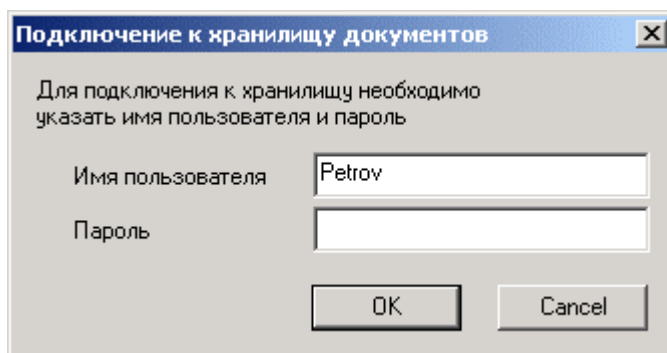 Подключение к хранилищу документов
Для подключения к хранилищу необходимо
указать имя пользователя и пароль
Имя пользователя Petrov
Пароль
OK Cancel